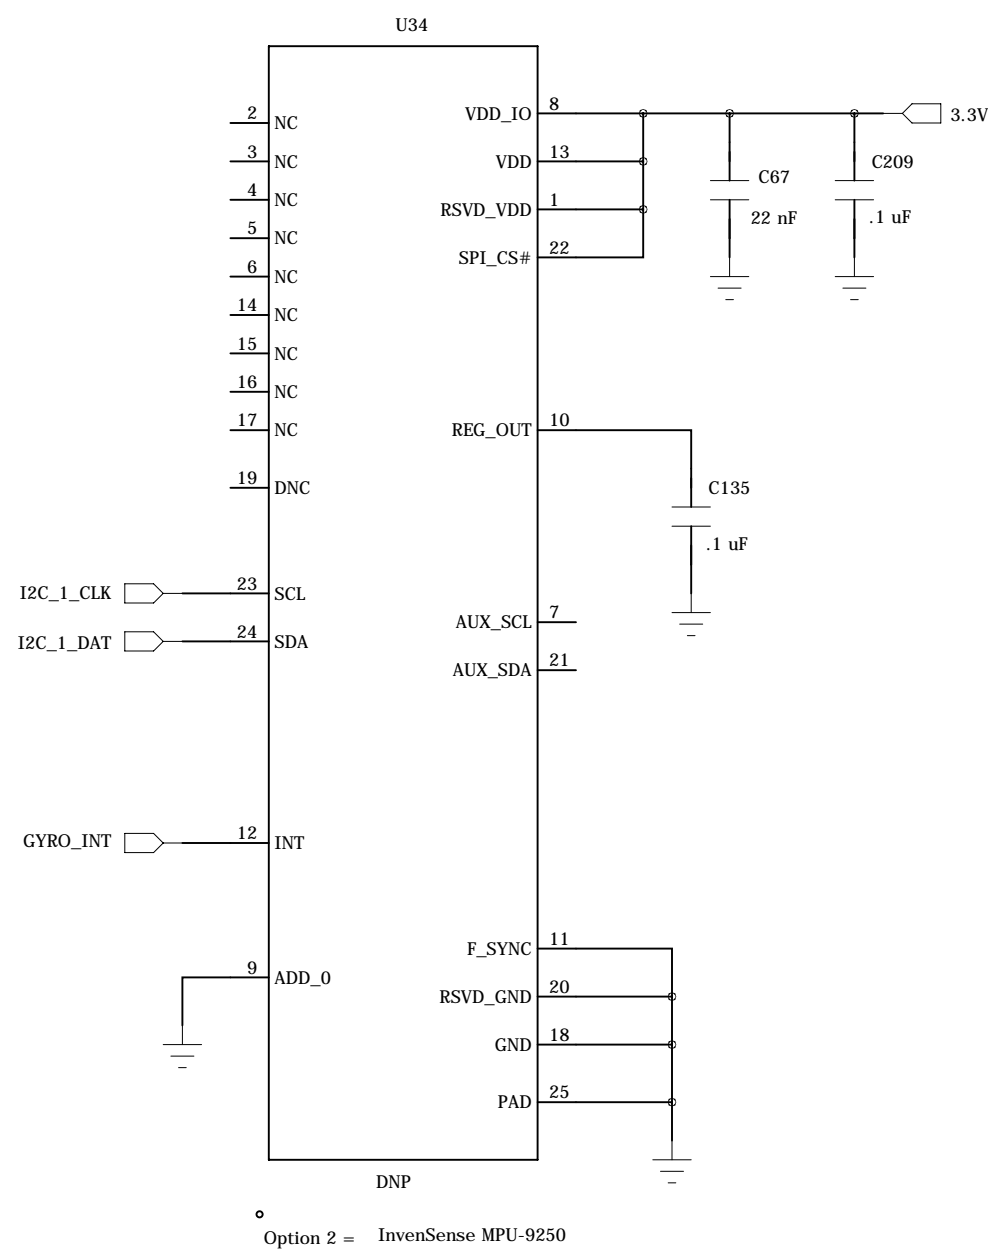 U34
2 NC
3 NC
4 NC
5 NC
6 NC
14 NC
15 NC
16 NC
17 NC
19 DNC
I2C_1_CLK 23 SCL
I2C_1_DAT 24 SDA
GYRO_INT 12 INT
9 ADD_0
VDD_IO 8 3.3V
VDD 13
RSVD_VDD 1
SPI_CS# 22
C67
22 nF
C209
.1 uF
REG_OUT 10
C135
.1 uF
AUX_SCL 7
AUX_SDA 21
F_SYNC 11
RSVD_GND 20
GND 18
PAD 25
DNP
Option 2 = InvenSense MPU-9250